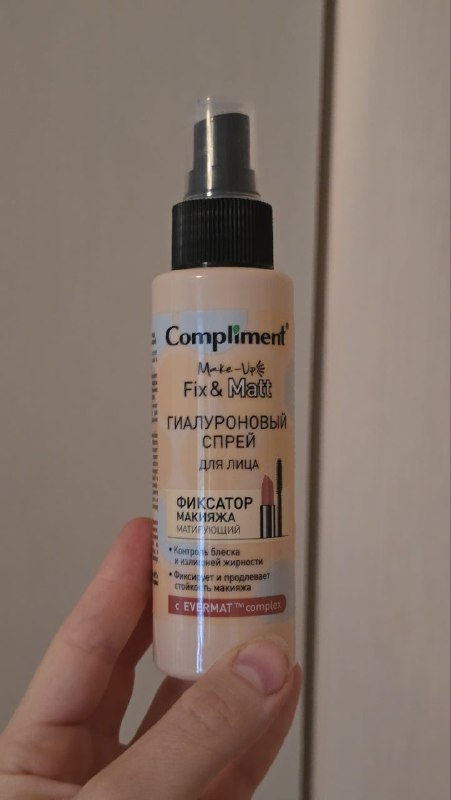 Compliment®
Make-Up
Fix & Matt
ГИАЛУРОНОВЫЙ
СПРЕЙ
ДЛЯ ЛИЦА
ФИКСАТОР
МАКИЯЖА
МАТИРУЮЩИЙ
• Контроль блеска
и излишней жирности
• Фиксирует и продлевает
стойкость макияжа
с EVERMAT™ complex